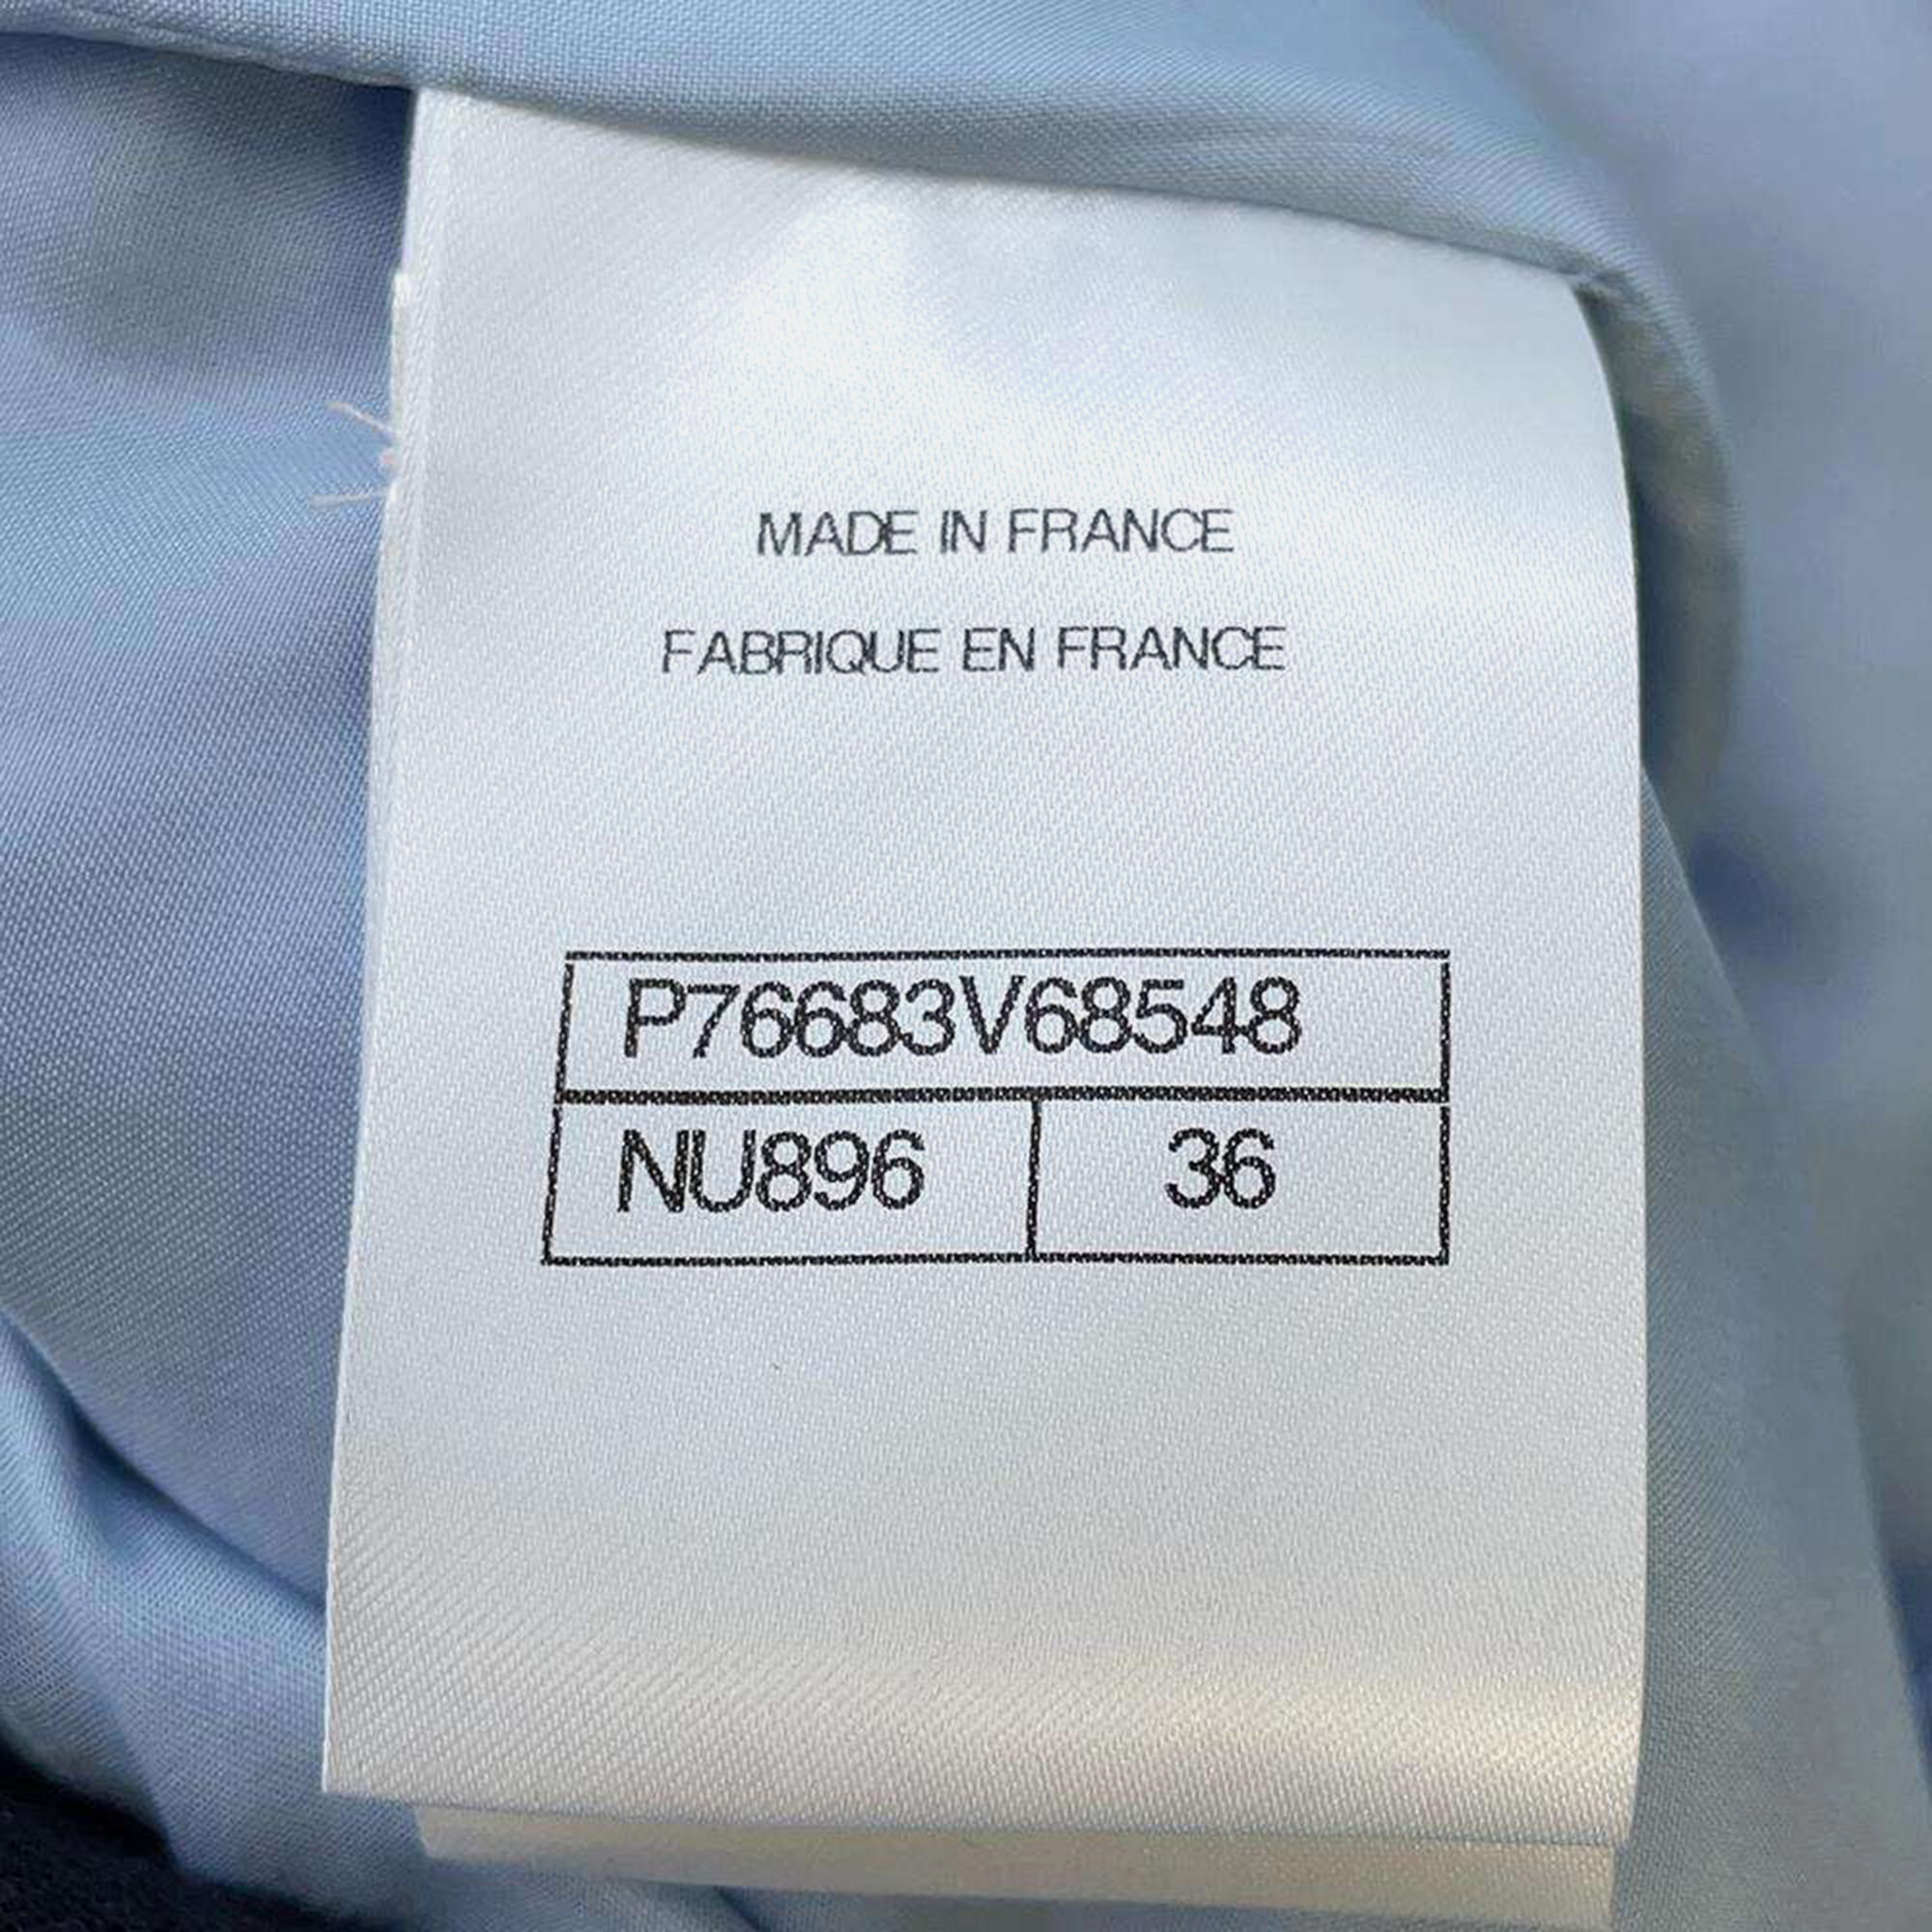 MADE IN FRANCE
FABRIQUE EN FRANCE
P76683V68548
NU896 36